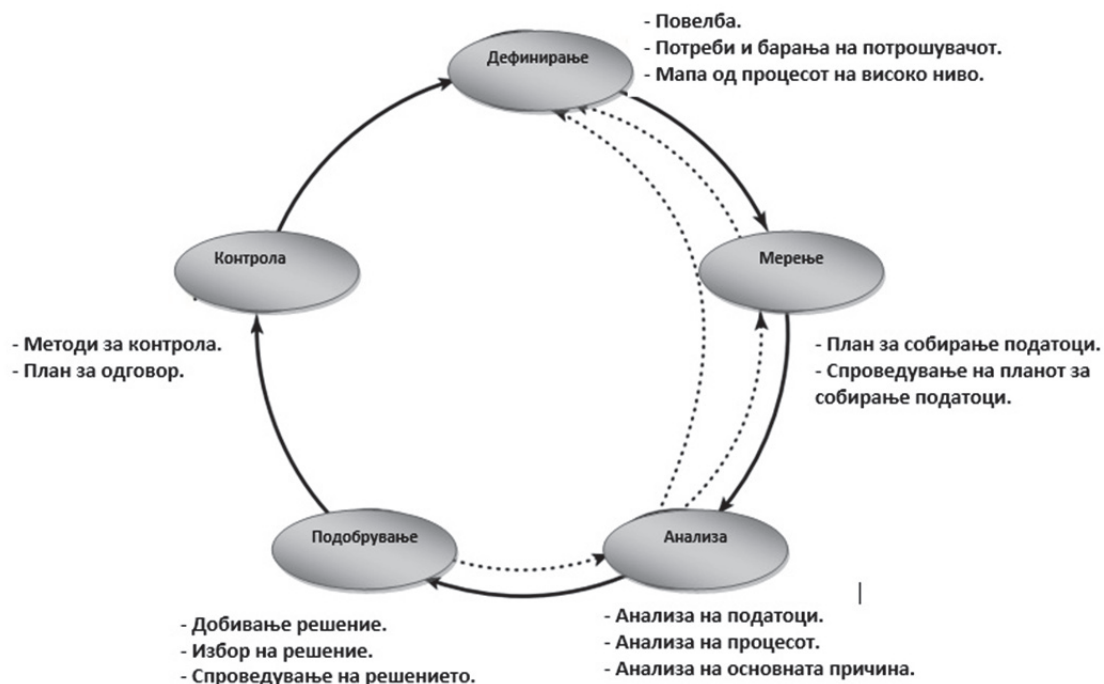 Дефинирање
- Повелба.
- Потреби и барања на потрошувачот.
- Мапа од процесот на високо ниво.
Мерење
- План за собирање податоци.
- Спроведување на планот за
собирање податоци.
Анализа
- Анализа на податоци.
- Анализа на процесот.
- Анализа на основната причина.
Подобрување
- Добивање решение.
- Избор на решение.
- Спроведување на решението.
Контрола
- Методи за контрола.
- План за одговор.